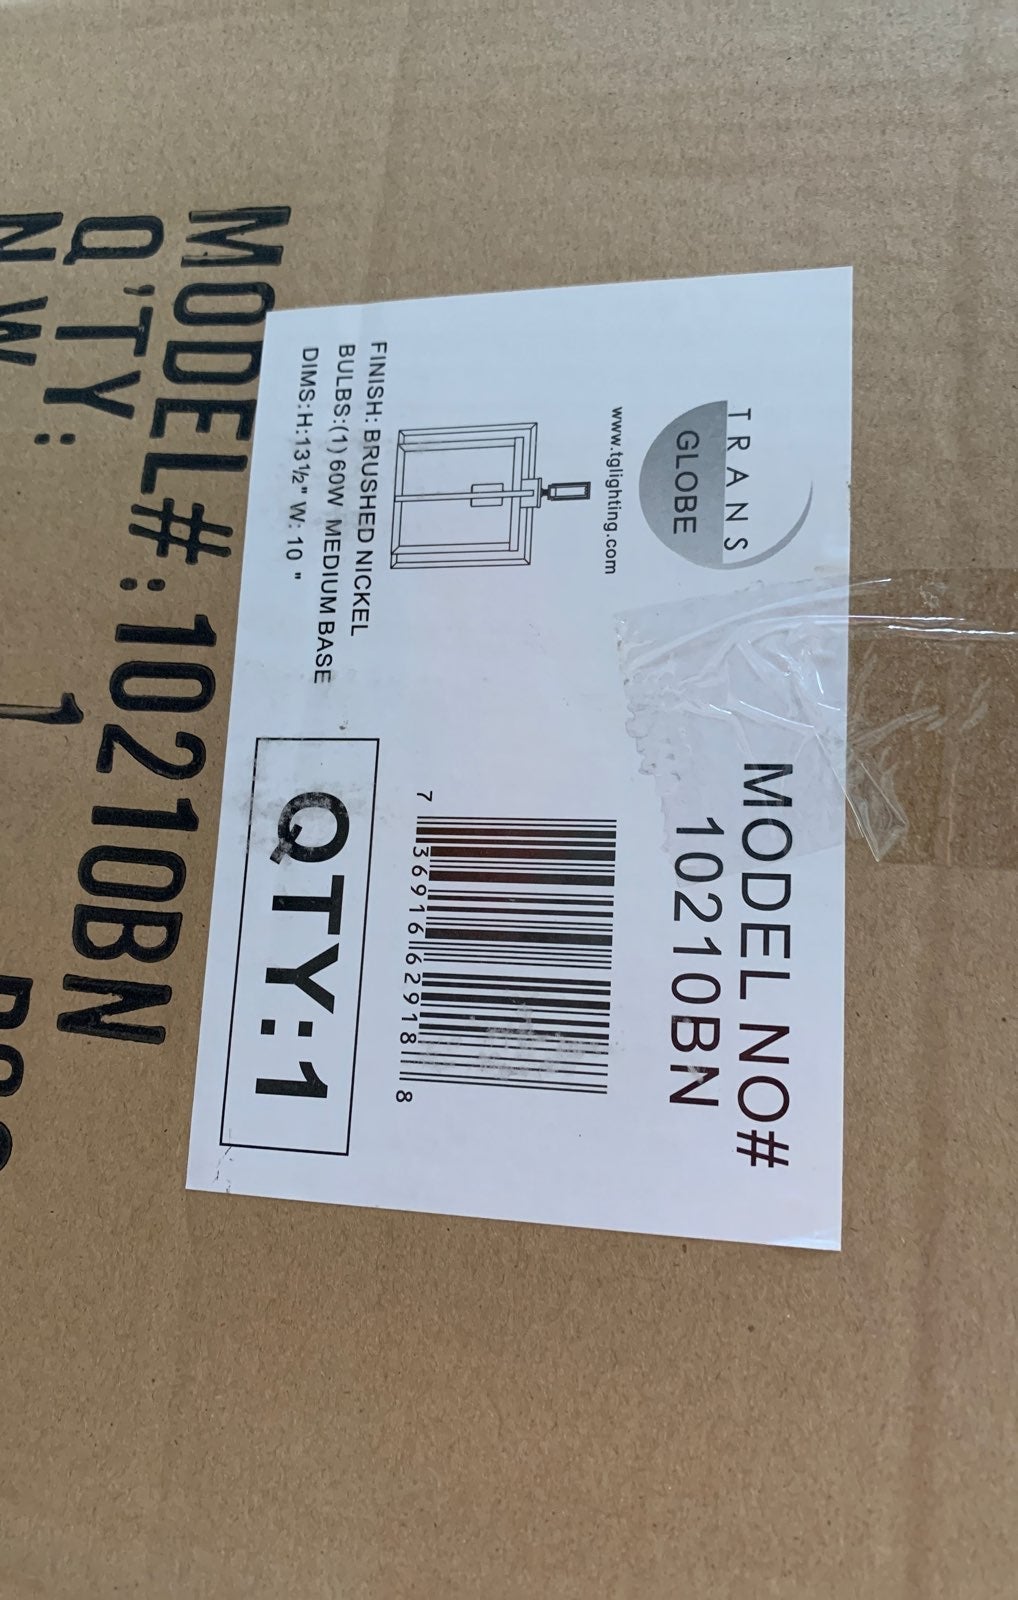 TRANS
GLOBE
www.tglighting.com
MODEL NO#
10210BN
FINISH: BRUSHED NICKEL
BULBS:(1) 60W MEDIUM BASE
DIMS:H:13½" W: 10 "
7 36916 62918 8
QTY:1
MODEL#:10210BN
Q'TY: 1
N.W